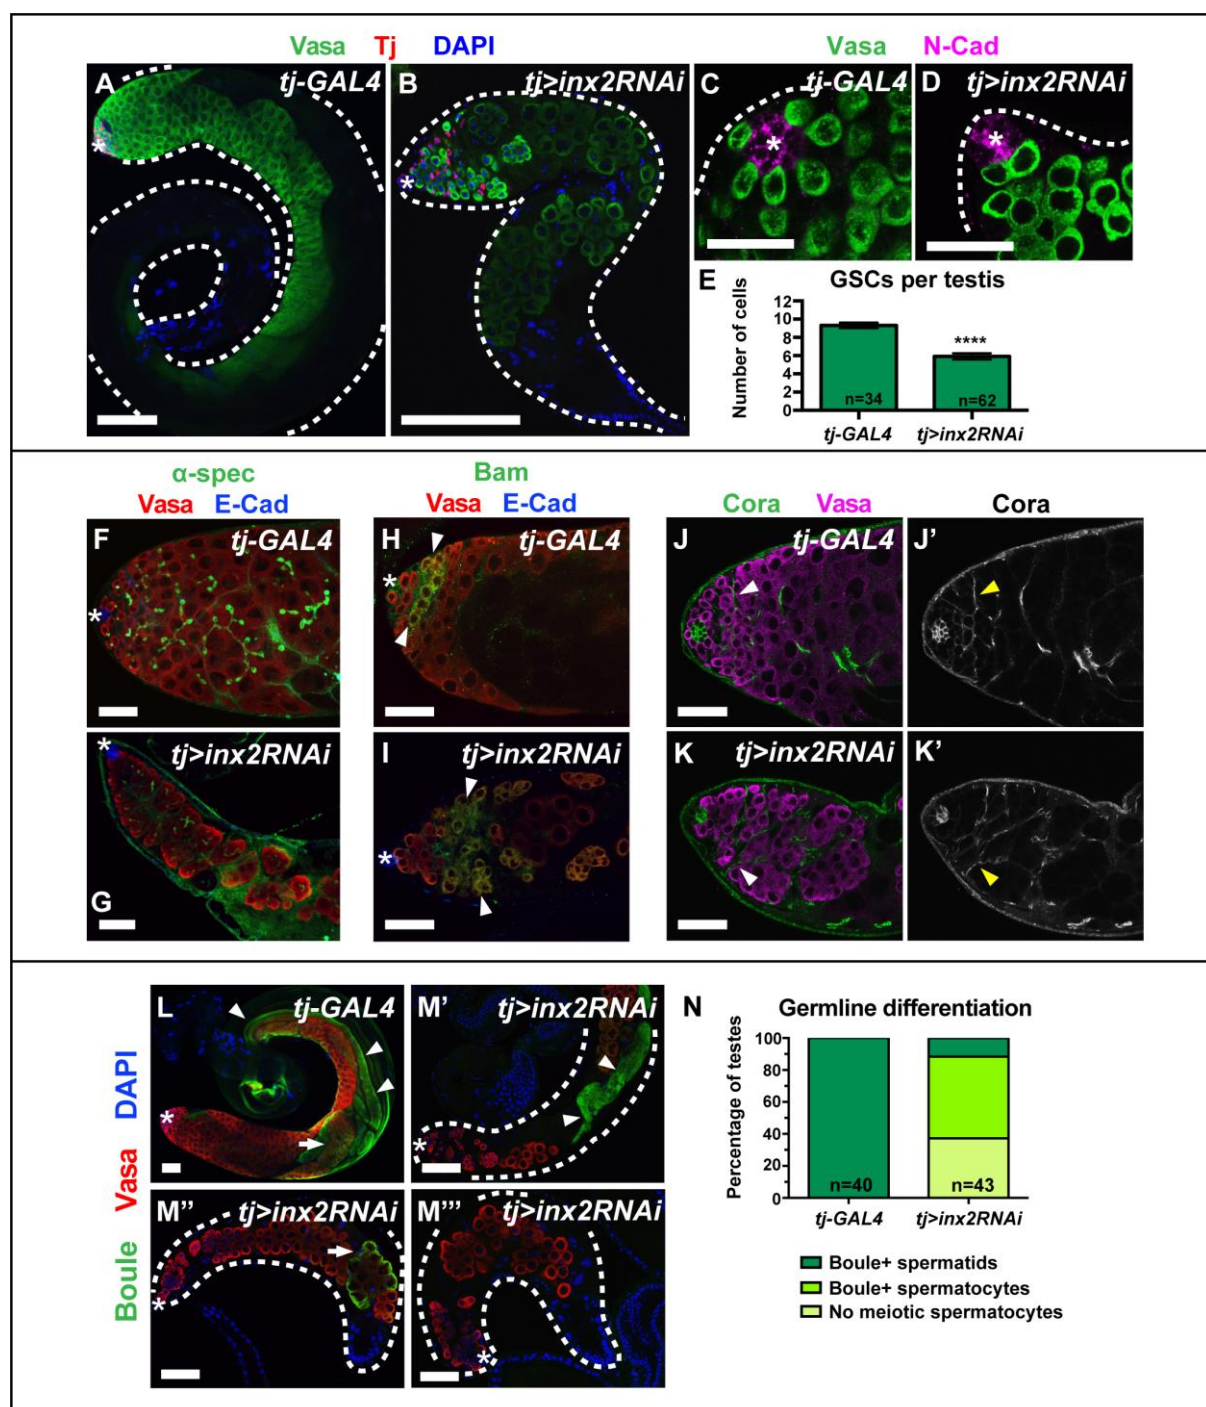 Vasa Tj DAPI
Vasa N-Cad
A tj-GAL4
B tj>inx2RNAi
C tj-GAL4
D tj>inx2RNAi
*
*
*
*
E GSCs per testis
Number of cells
12
10
8
6
4
2
0
****
n=34
n=62
tj-GAL4
tj>inx2RNAi
α-spec
Vasa E-Cad
Bam
Vasa E-Cad
Cora Vasa
Cora
F tj-GAL4
*
H tj-GAL4
*
J tj-GAL4
J’
G tj>inx2RNAi
*
I tj>inx2RNAi
*
K tj>inx2RNAi
K’
Boule Vasa DAPI
L tj-GAL4
*
M’ tj>inx2RNAi
*
M’’ tj>inx2RNAi
*
M’’’ tj>inx2RNAi
*
N Germline differentiation
Percentage of testes
100
80
60
40
20
0
n=40
n=43
tj-GAL4
tj>inx2RNAi
Boule+ spermatids
Boule+ spermatocytes
No meiotic spermatocytes